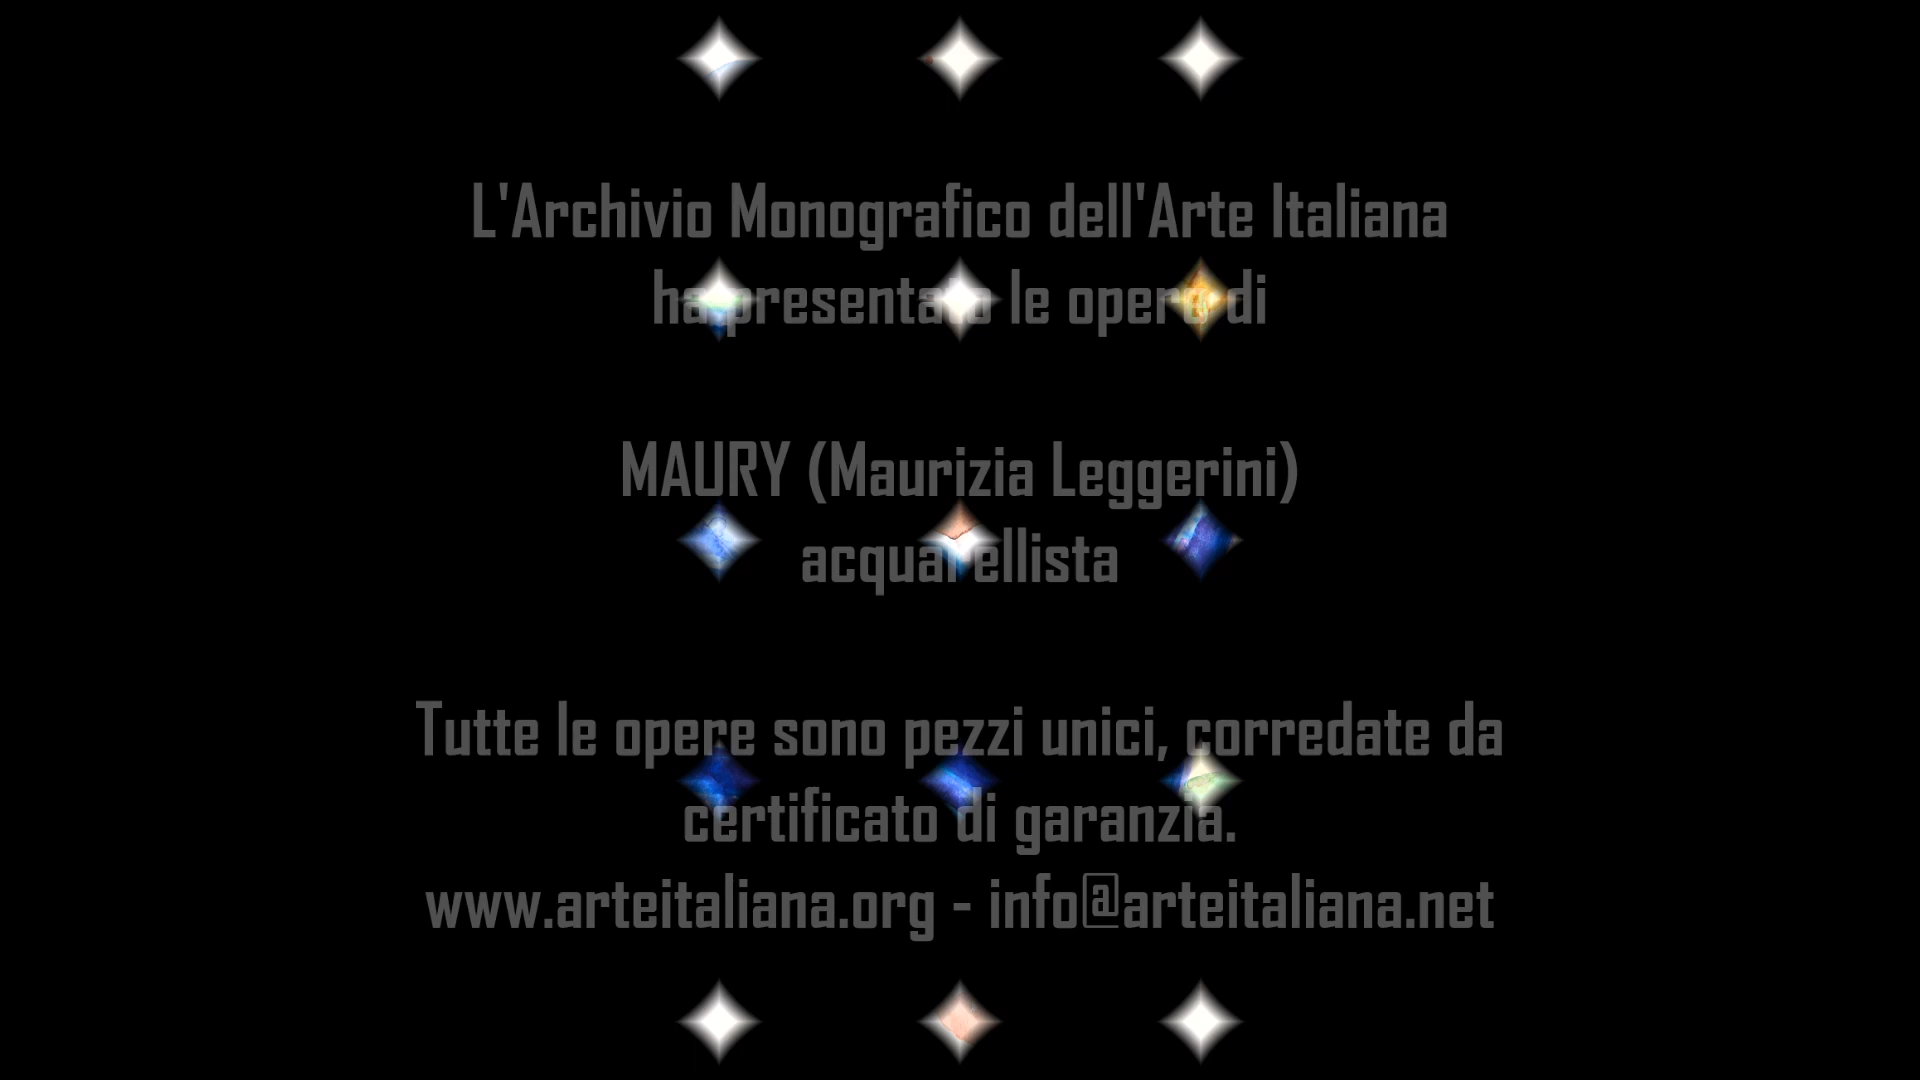 L'Archivio Monografico dell'Arte Italiana
ha presentato le opere di
MAURY (Maurizia Leggerini)
acquarellista
Tutte le opere sono pezzi unici, corredate da
certificato di garanzia.
www.arteitaliana.org - info@arteitaliana.net